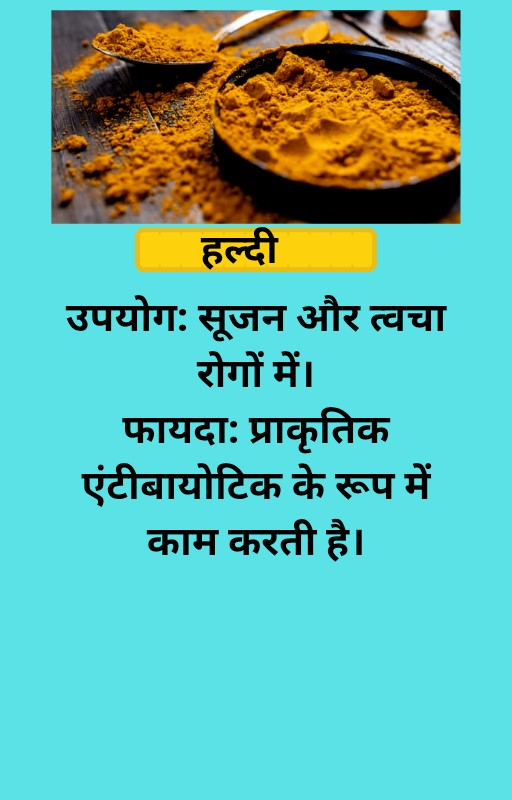 हल्दी
उपयोग: सूजन और त्वचा
रोगों में।
फायदा: प्राकृतिक
एंटीबायोटिक के रूप में
काम करती है।